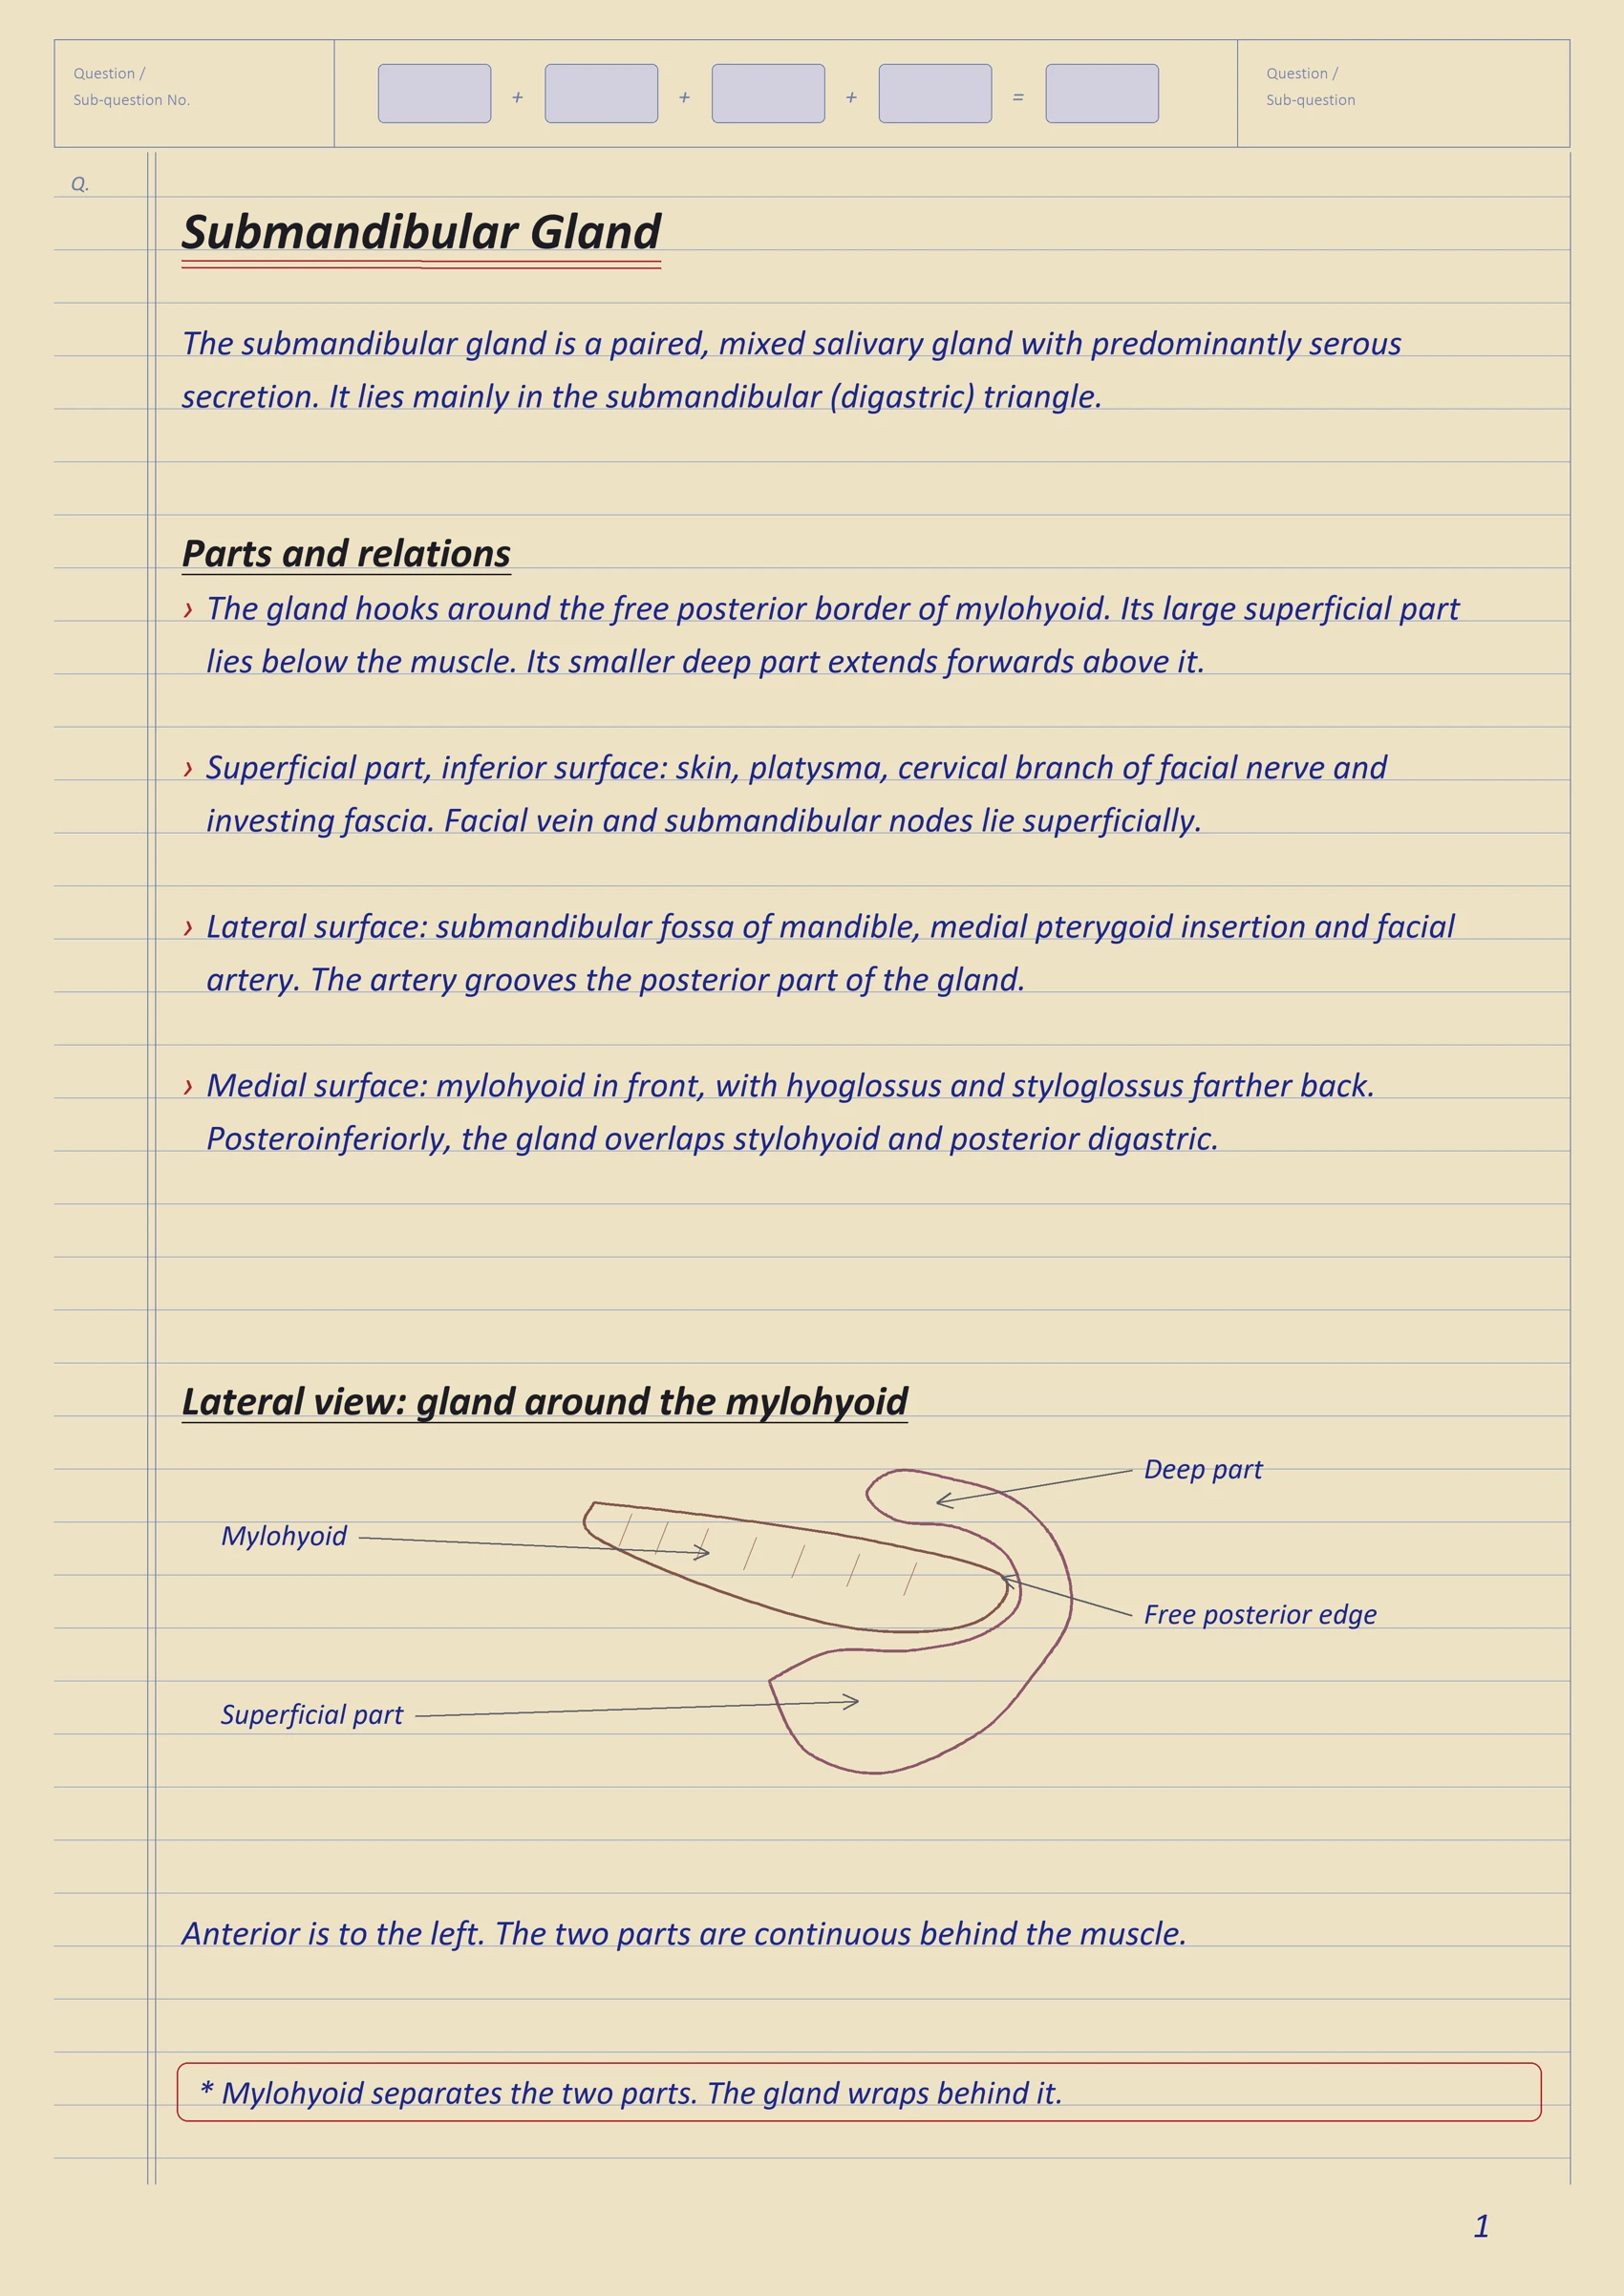 Question /
Sub-question No.
+ + + =
Question /
Sub-question
Q.
Submandibular Gland
The submandibular gland is a paired, mixed salivary gland with predominantly serous
secretion. It lies mainly in the submandibular (digastric) triangle.
Parts and relations
› The gland hooks around the free posterior border of mylohyoid. Its large superficial part
lies below the muscle. Its smaller deep part extends forwards above it.
› Superficial part, inferior surface: skin, platysma, cervical branch of facial nerve and
investing fascia. Facial vein and submandibular nodes lie superficially.
› Lateral surface: submandibular fossa of mandible, medial pterygoid insertion and facial
artery. The artery grooves the posterior part of the gland.
› Medial surface: mylohyoid in front, with hyoglossus and styloglossus farther back.
Posteroinferiorly, the gland overlaps stylohyoid and posterior digastric.
Lateral view: gland around the mylohyoid
Deep part
Mylohyoid
Free posterior edge
Superficial part
Anterior is to the left. The two parts are continuous behind the muscle.
* Mylohyoid separates the two parts. The gland wraps behind it.
1